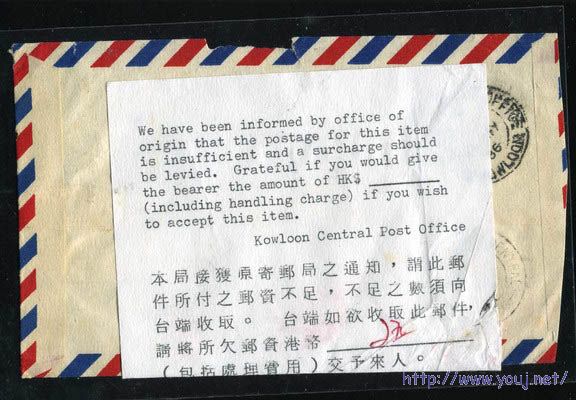 We have been informed by office of
origin that the postage for this item
is insufficient and a surcharge should
be levied. Grateful if you would give
the bearer the amount of HK$ ________
(including handling charge) if you wish
to accept this item.
Kowloon Central Post Office
本局接獲原寄郵局之通知，謂此郵
件所付之郵資不足，不足之數須向
台端收取。 台端如欲收取此郵件，
請將所欠郵資港幣 ________
（包括處理費用）交予來人。
OFFICE
http://www.youj.net/